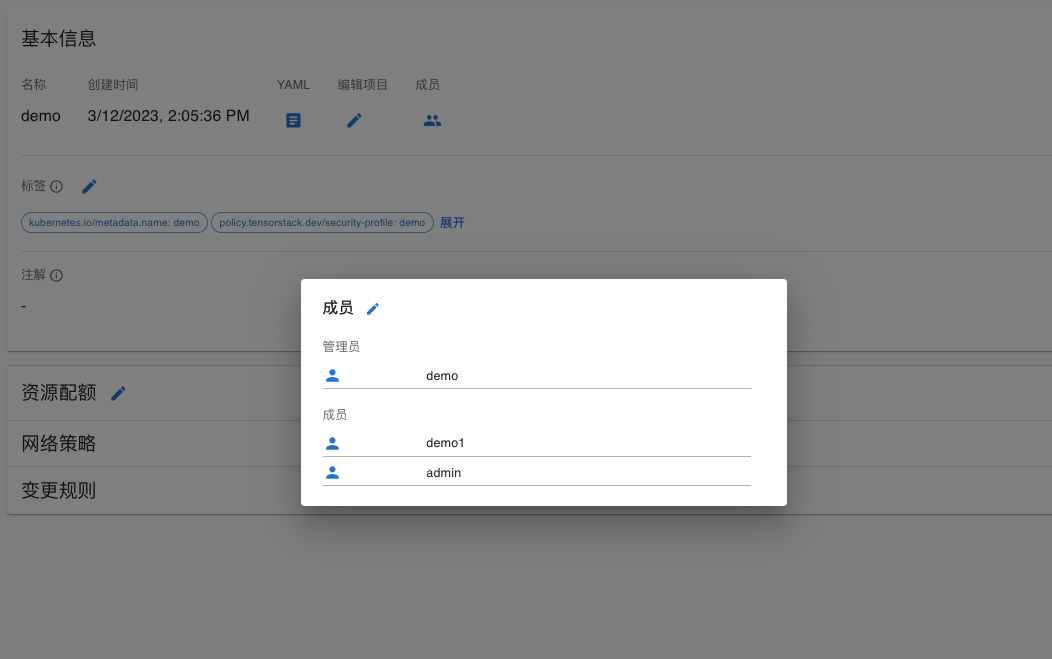 基本信息
名称 创建时间 YAML 编辑项目 成员
demo 3/12/2023, 2:05:36 PM
标签
kubernetes.io/metadata.name: demo policy.tensorstack.dev/security-profile: demo 展开
注解
-
成员
管理员
demo
成员
demo1
admin
资源配额
网络策略
变更规则